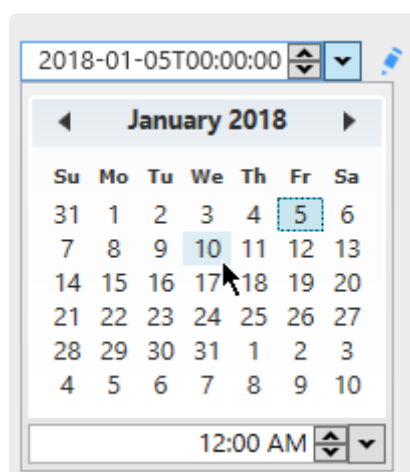 2018-01-05T00:00:00
January 2018
Su Mo Tu We Th Fr Sa
31 1 2 3 4 5 6
7 8 9 10 11 12 13
14 15 16 17 18 19 20
21 22 23 24 25 26 27
28 29 30 31 1 2 3
4 5 6 7 8 9 10
12:00 AM